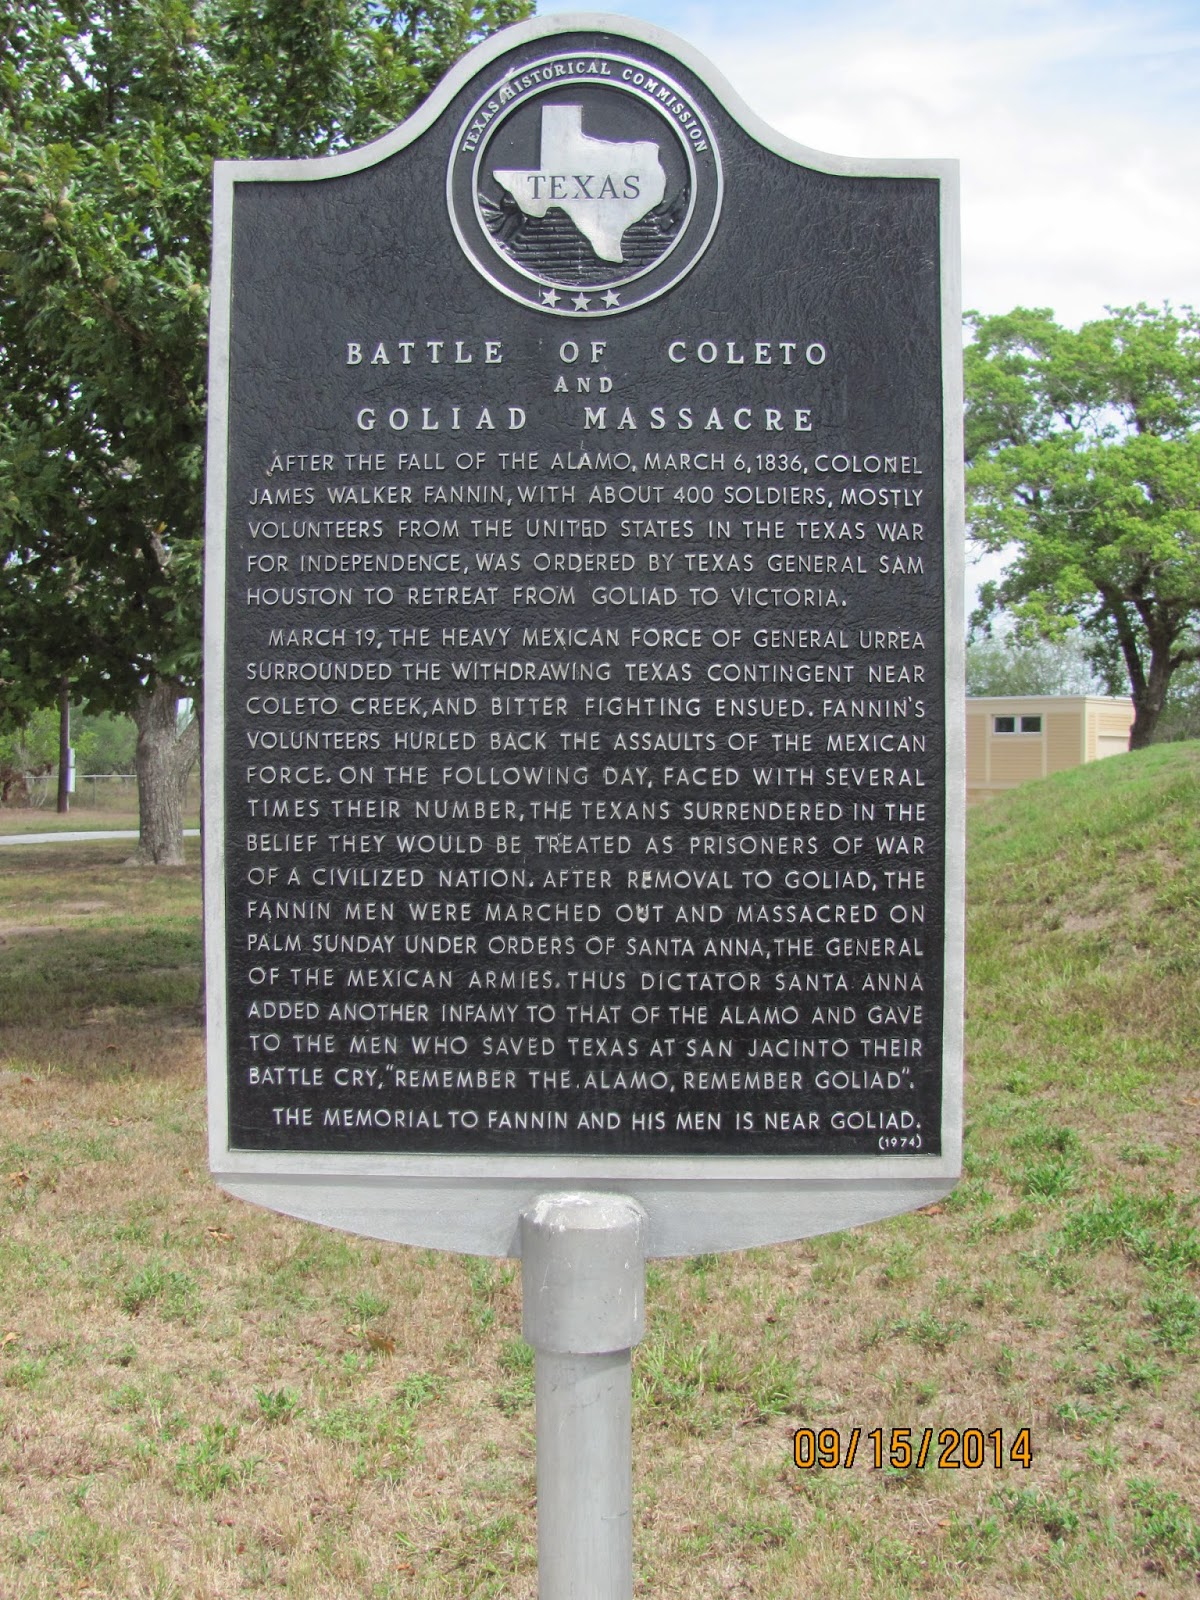 TEXAS HISTORICAL COMMISSION
TEXAS
BATTLE OF COLETO
AND
GOLIAD MASSACRE
AFTER THE FALL OF THE ALAMO, MARCH 6, 1836, COLONEL
JAMES WALKER FANNIN, WITH ABOUT 400 SOLDIERS, MOSTLY
VOLUNTEERS FROM THE UNITED STATES IN THE TEXAS WAR
FOR INDEPENDENCE, WAS ORDERED BY TEXAS GENERAL SAM
HOUSTON TO RETREAT FROM GOLIAD TO VICTORIA.
MARCH 19, THE HEAVY MEXICAN FORCE OF GENERAL URREA
SURROUNDED THE WITHDRAWING TEXAS CONTINGENT NEAR
COLETO CREEK, AND BITTER FIGHTING ENSUED. FANNIN'S
VOLUNTEERS HURLED BACK THE ASSAULTS OF THE MEXICAN
FORCE. ON THE FOLLOWING DAY, FACED WITH SEVERAL
TIMES THEIR NUMBER, THE TEXANS SURRENDERED IN THE
BELIEF THEY WOULD BE TREATED AS PRISONERS OF WAR
OF A CIVILIZED NATION. AFTER REMOVAL TO GOLIAD, THE
FANNIN MEN WERE MARCHED OUT AND MASSACRED ON
PALM SUNDAY UNDER ORDERS OF SANTA ANNA, THE GENERAL
OF THE MEXICAN ARMIES. THUS DICTATOR SANTA ANNA
ADDED ANOTHER INFAMY TO THAT OF THE ALAMO AND GAVE
TO THE MEN WHO SAVED TEXAS AT SAN JACINTO THEIR
BATTLE CRY, "REMEMBER THE ALAMO, REMEMBER GOLIAD".
THE MEMORIAL TO FANNIN AND HIS MEN IS NEAR GOLIAD.
(1974)
09/15/2014